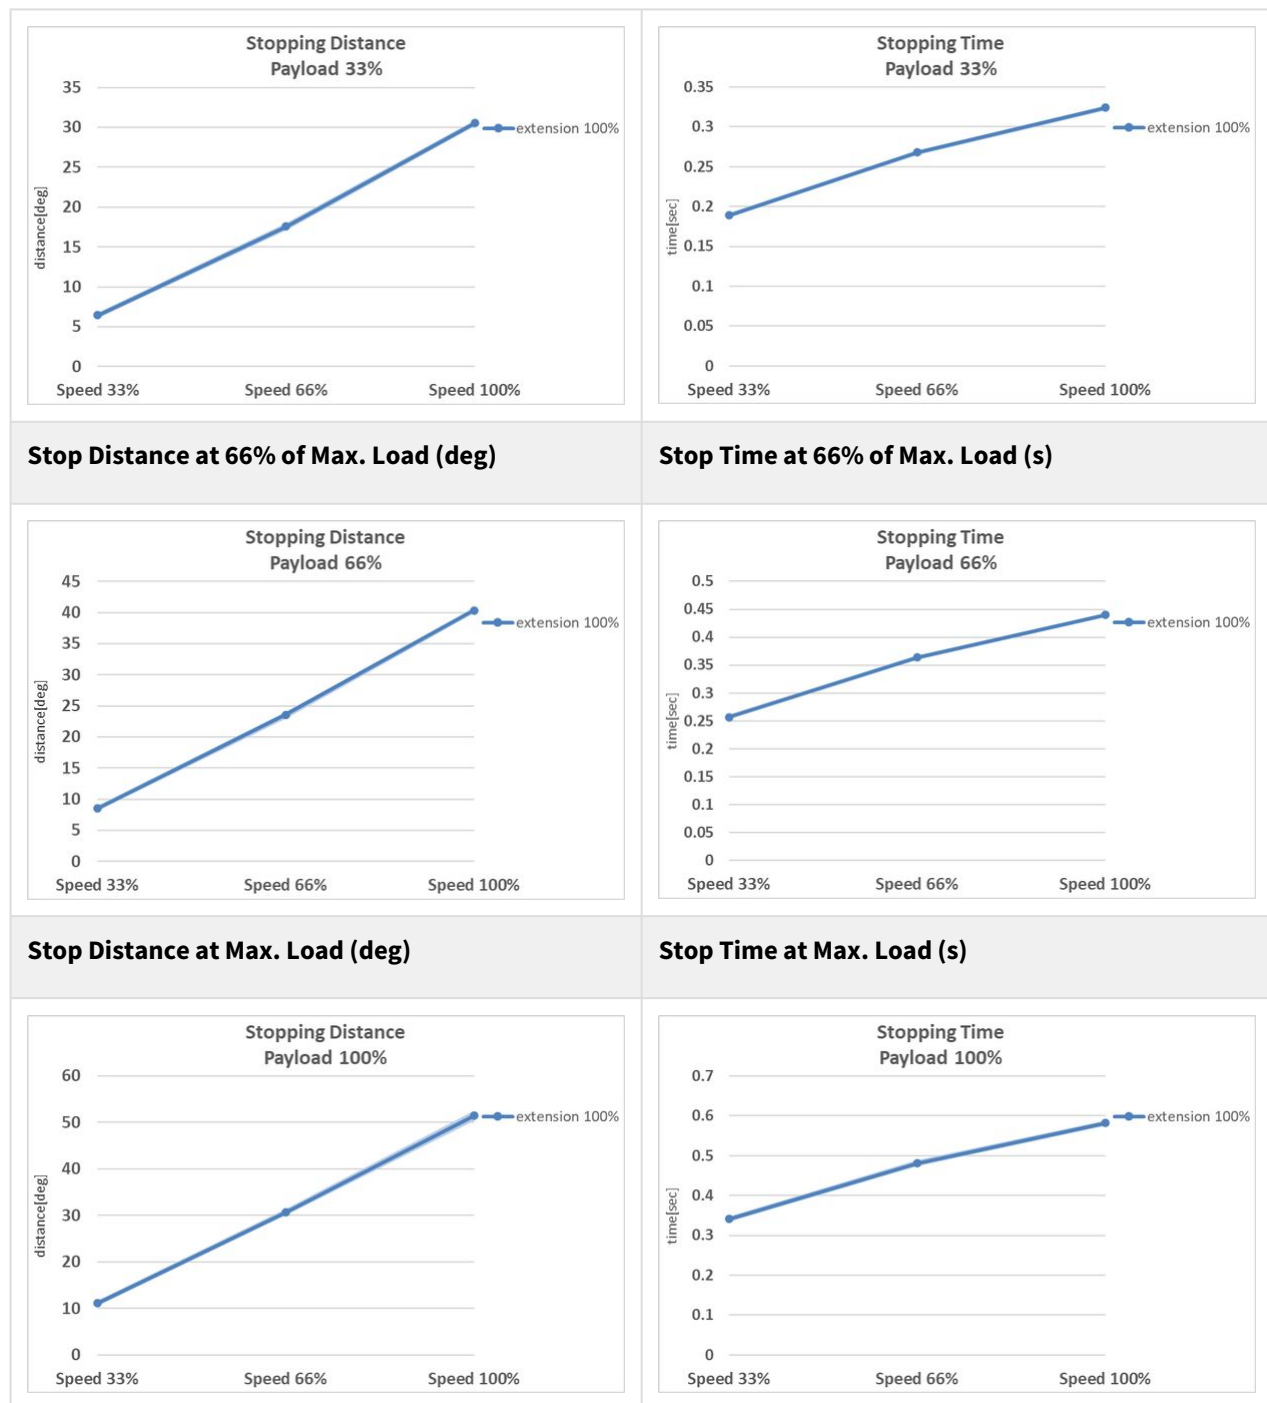 Stopping Distance
Payload 33%
35
30
25
20
15
10
5
0
distance[deg]
Speed 33%
Speed 66%
Speed 100%
extension 100%
Stopping Time
Payload 33%
0.35
0.3
0.25
0.2
0.15
0.1
0.05
0
time[sec]
Speed 33%
Speed 66%
Speed 100%
extension 100%
Stop Distance at 66% of Max. Load (deg)
Stop Time at 66% of Max. Load (s)
Stopping Distance
Payload 66%
45
40
35
30
25
20
15
10
5
0
distance[deg]
Speed 33%
Speed 66%
Speed 100%
extension 100%
Stopping Time
Payload 66%
0.5
0.45
0.4
0.35
0.3
0.25
0.2
0.15
0.1
0.05
0
time[sec]
Speed 33%
Speed 66%
Speed 100%
extension 100%
Stop Distance at Max. Load (deg)
Stop Time at Max. Load (s)
Stopping Distance
Payload 100%
60
50
40
30
20
10
0
distance[deg]
Speed 33%
Speed 66%
Speed 100%
extension 100%
Stopping Time
Payload 100%
0.7
0.6
0.5
0.4
0.3
0.2
0.1
0
time[sec]
Speed 33%
Speed 66%
Speed 100%
extension 100%